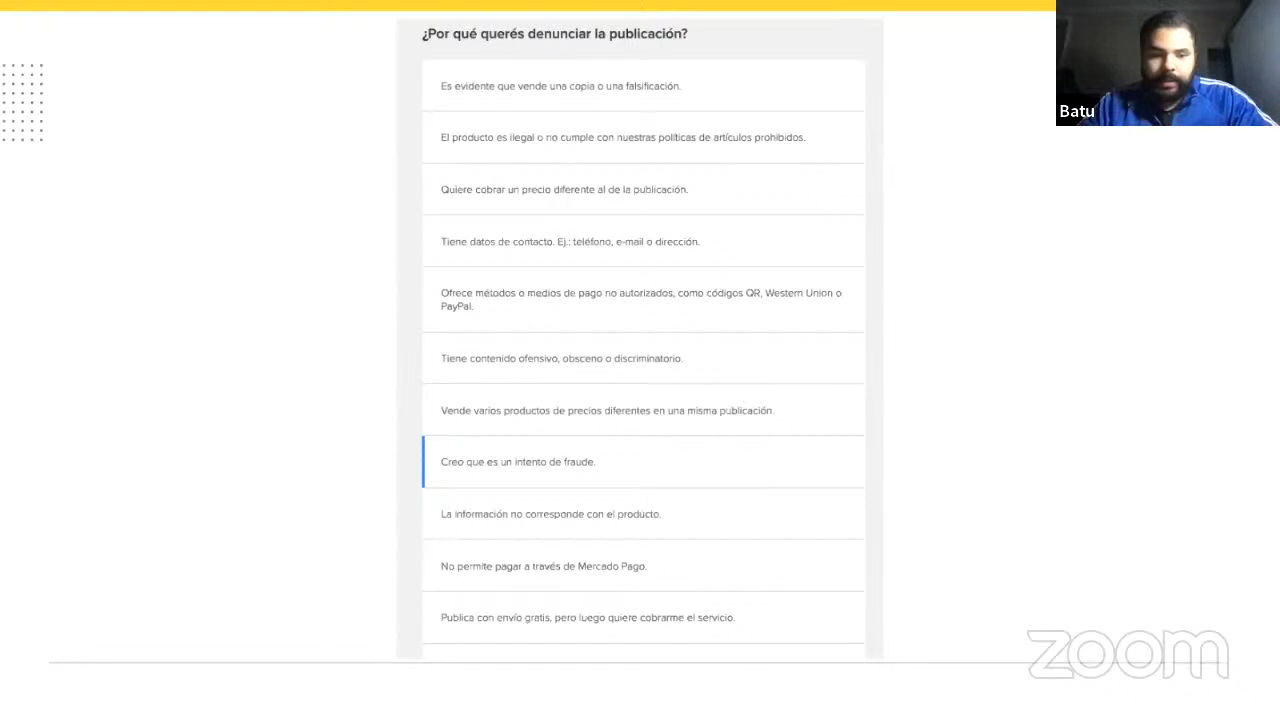 ¿Por qué querés denunciar la publicación?
Es evidente que vende una copia o una falsificación.
El producto es ilegal o no cumple con nuestras políticas de artículos prohibidos.
Quiere cobrar un precio diferente al de la publicación.
Tiene datos de contacto. Ej.: teléfono, e-mail o dirección.
Ofrece métodos o medios de pago no autorizados, como códigos QR, Western Union o
PayPal.
Tiene contenido ofensivo, obsceno o discriminatorio.
Vende varios productos de precios diferentes en una misma publicación.
Creo que es un intento de fraude.
La información no corresponde con el producto.
No permite pagar a través de Mercado Pago.
Publica con envío gratis, pero luego quiere cobrarme el servicio.
Batu
zoom